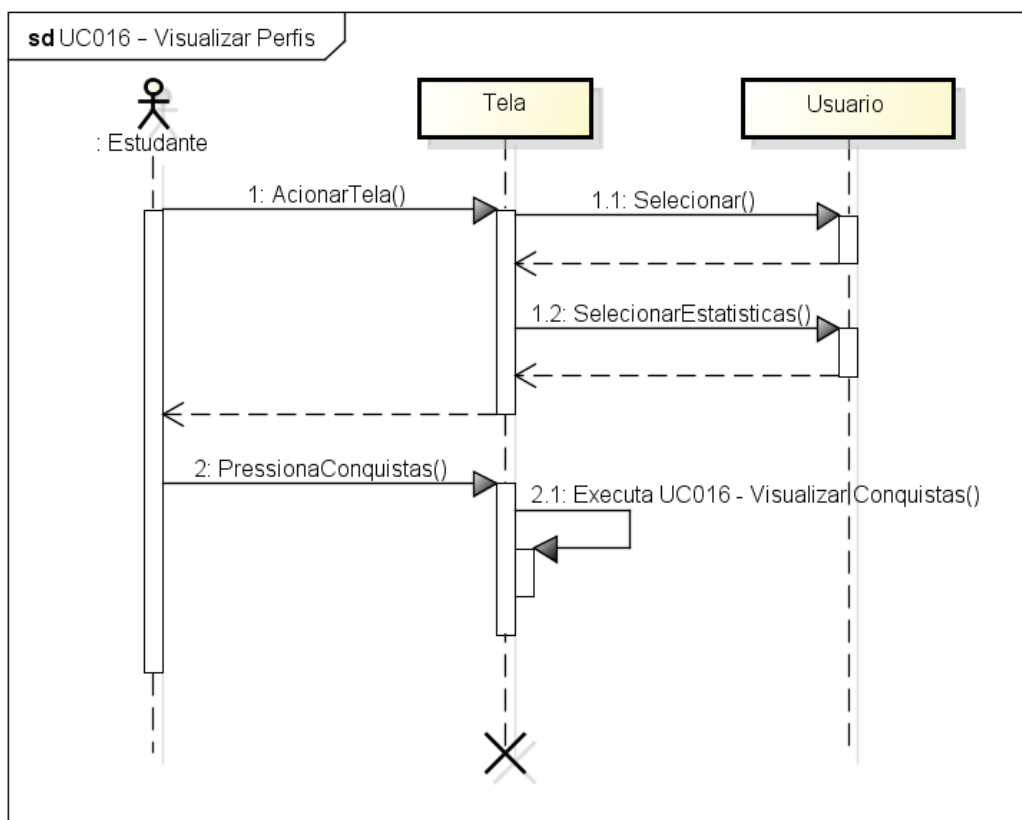 sd UC016 – Visualizar Perfis
: Estudante
Tela
Usuario
1: AcionarTela()
1.1: Selecionar()
1.2: SelecionarEstatisticas()
2: PressionaConquistas()
2.1: Executa UC016 - Visualizar Conquistas()